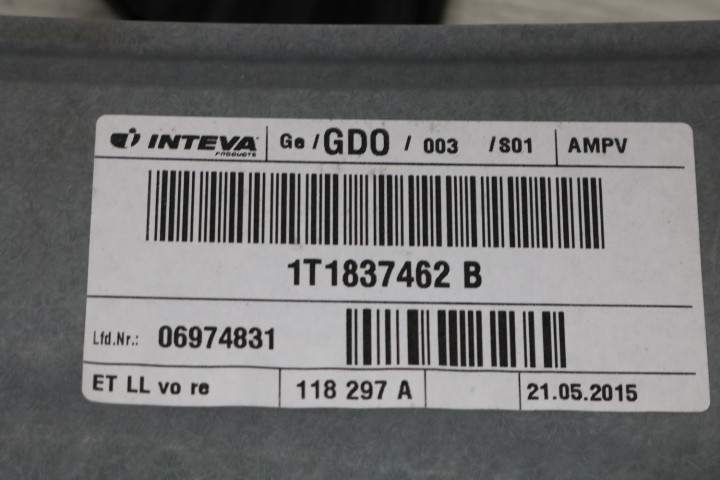 INTEVA PRODUCTS Ge / GDO / 003 / S01 AMPV
1T1837462 B
Lfd.Nr.: 06974831
ET LL vo re 118 297 A 21.05.2015